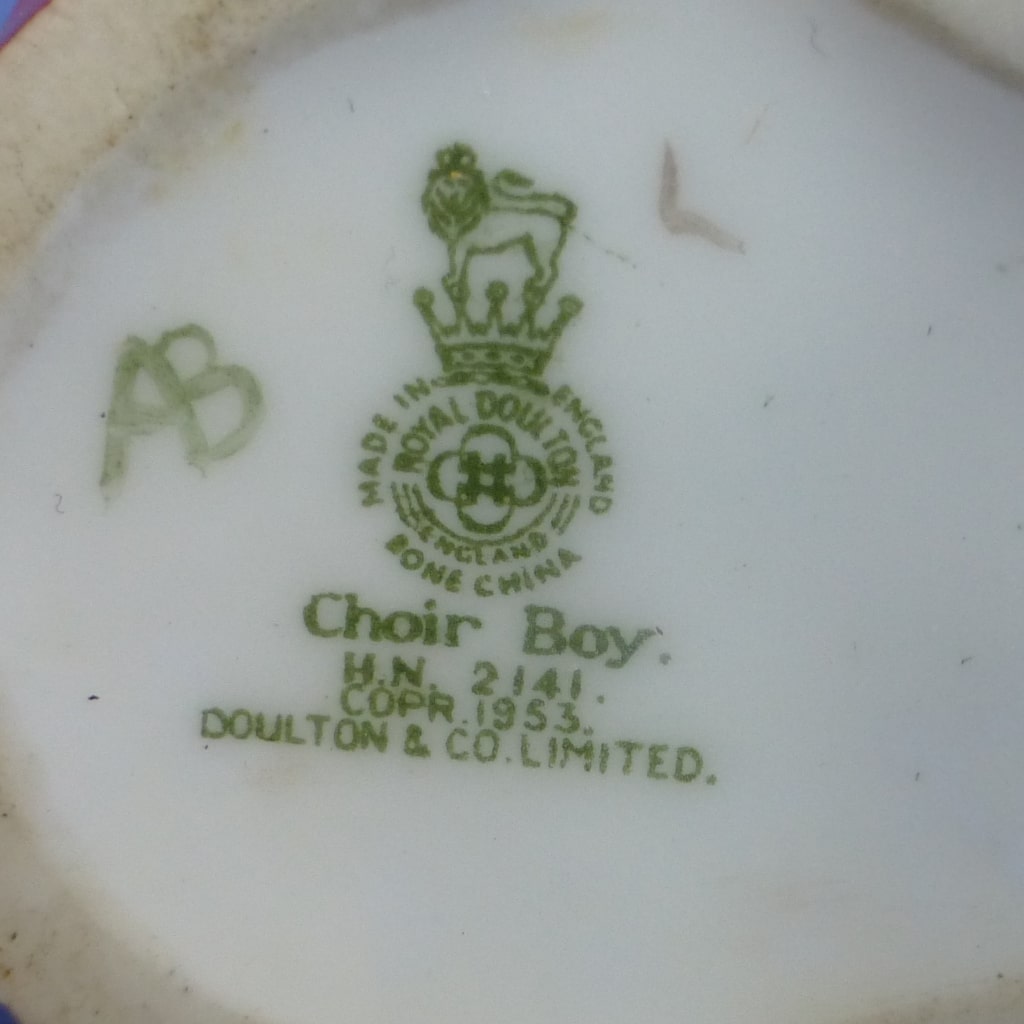 L
AB
MADE IN ENGLAND
ROYAL DOULTON
ENGLAND
BONE CHINA
Choir Boy.
H.N. 2141.
COPR.1953.
DOULTON & CO.LIMITED.